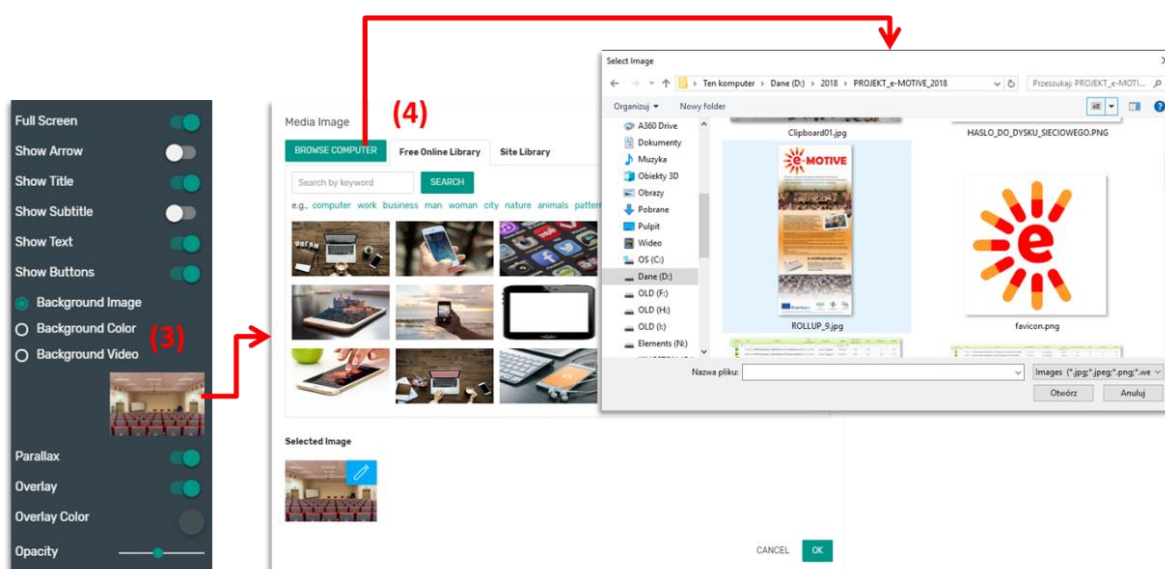 Full Screen
Show Arrow
Show Title
Show Subtitle
Show Text
Show Buttons
Background Image
Background Color
(3)
Background Video
Parallax
Overlay
Overlay Color
Opacity
Media Image
(4)
BROWSE COMPUTER Free Online Library Site Library
Search by keyword SEARCH
e.g., computer work business man woman city nature animals pattern
Selected Image
CANCEL OK
Select Image
Ten komputer > Dane (D:) > 2018 > PROJEKT_e-MOTIVE_2018 Przeszukaj: PROJEKT_e-MOTI...
Organizuj Nowy folder
A360 Drive
Dokumenty
Muzyka
Obiekty 3D
Obrazy
Pobrane
Pulpit
Wideo
OS (C:)
Dane (D:)
OLD (F:)
OLD (H:)
OLD (I:)
Elements (N:)
Clipboard01.jpg HASLO_DO_DYSKU_SIECIOWEGO.PNG
e-MOTIVE
e
ROLLUP_9.jpg favicon.png
Nazwa pliku: Images (*.jpg;*.jpeg;*.png;*.we
Otwórz Anuluj